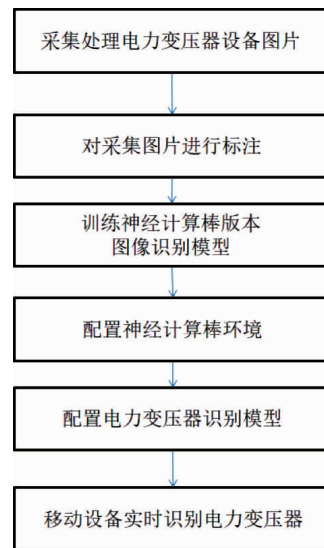 采集处理电力变压器设备图片
对采集图片进行标注
训练神经计算棒版本
图像识别模型
配置神经计算棒环境
配置电力变压器识别模型
移动设备实时识别电力变压器